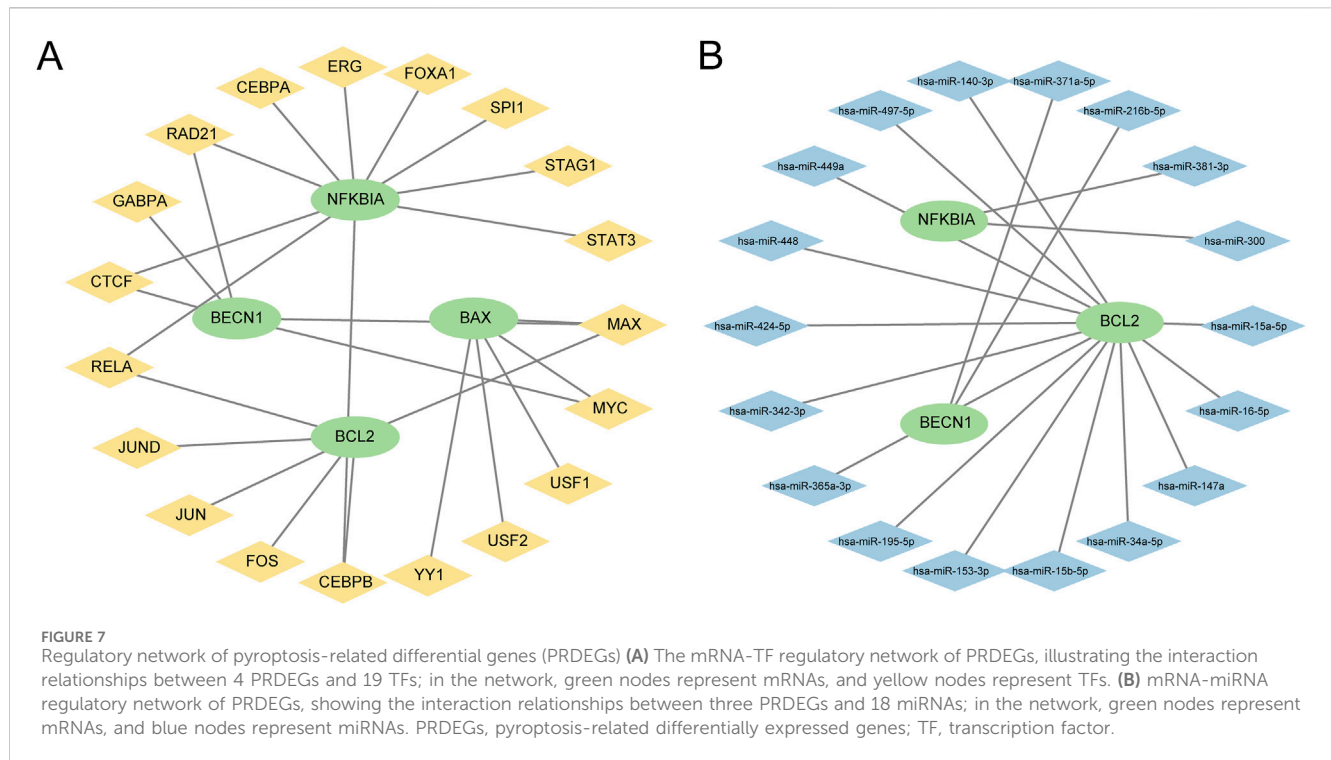 A
ERG
FOXA1
CEBPA
SPI1
RAD21
STAG1
NFKBIA
GABPA
STAT3
CTCF
BECN1
BAX
MAX
RELA
MYC
BCL2
JUND
USF1
JUN
USF2
FOS
YY1
CEBPB
B
hsa-miR-140-3p
hsa-miR-371a-5p
hsa-miR-497-5p
hsa-miR-216b-5p
hsa-miR-449a
hsa-miR-381-3p
NFKBIA
hsa-miR-448
hsa-miR-300
hsa-miR-424-5p
BCL2
hsa-miR-15a-5p
hsa-miR-342-3p
hsa-miR-16-5p
BECN1
hsa-miR-365a-3p
hsa-miR-147a
hsa-miR-195-5p
hsa-miR-34a-5p
hsa-miR-153-3p
hsa-miR-15b-5p
FIGURE 7
Regulatory network of pyroptosis-related differential genes (PRDEGs) (A) The mRNA-TF regulatory network of PRDEGs, illustrating the interaction
relationships between 4 PRDEGs and 19 TFs; in the network, green nodes represent mRNAs, and yellow nodes represent TFs. (B) mRNA-miRNA
regulatory network of PRDEGs, showing the interaction relationships between three PRDEGs and 18 miRNAs; in the network, green nodes represent
mRNAs, and blue nodes represent miRNAs. PRDEGs, pyroptosis-related differentially expressed genes; TF, transcription factor.